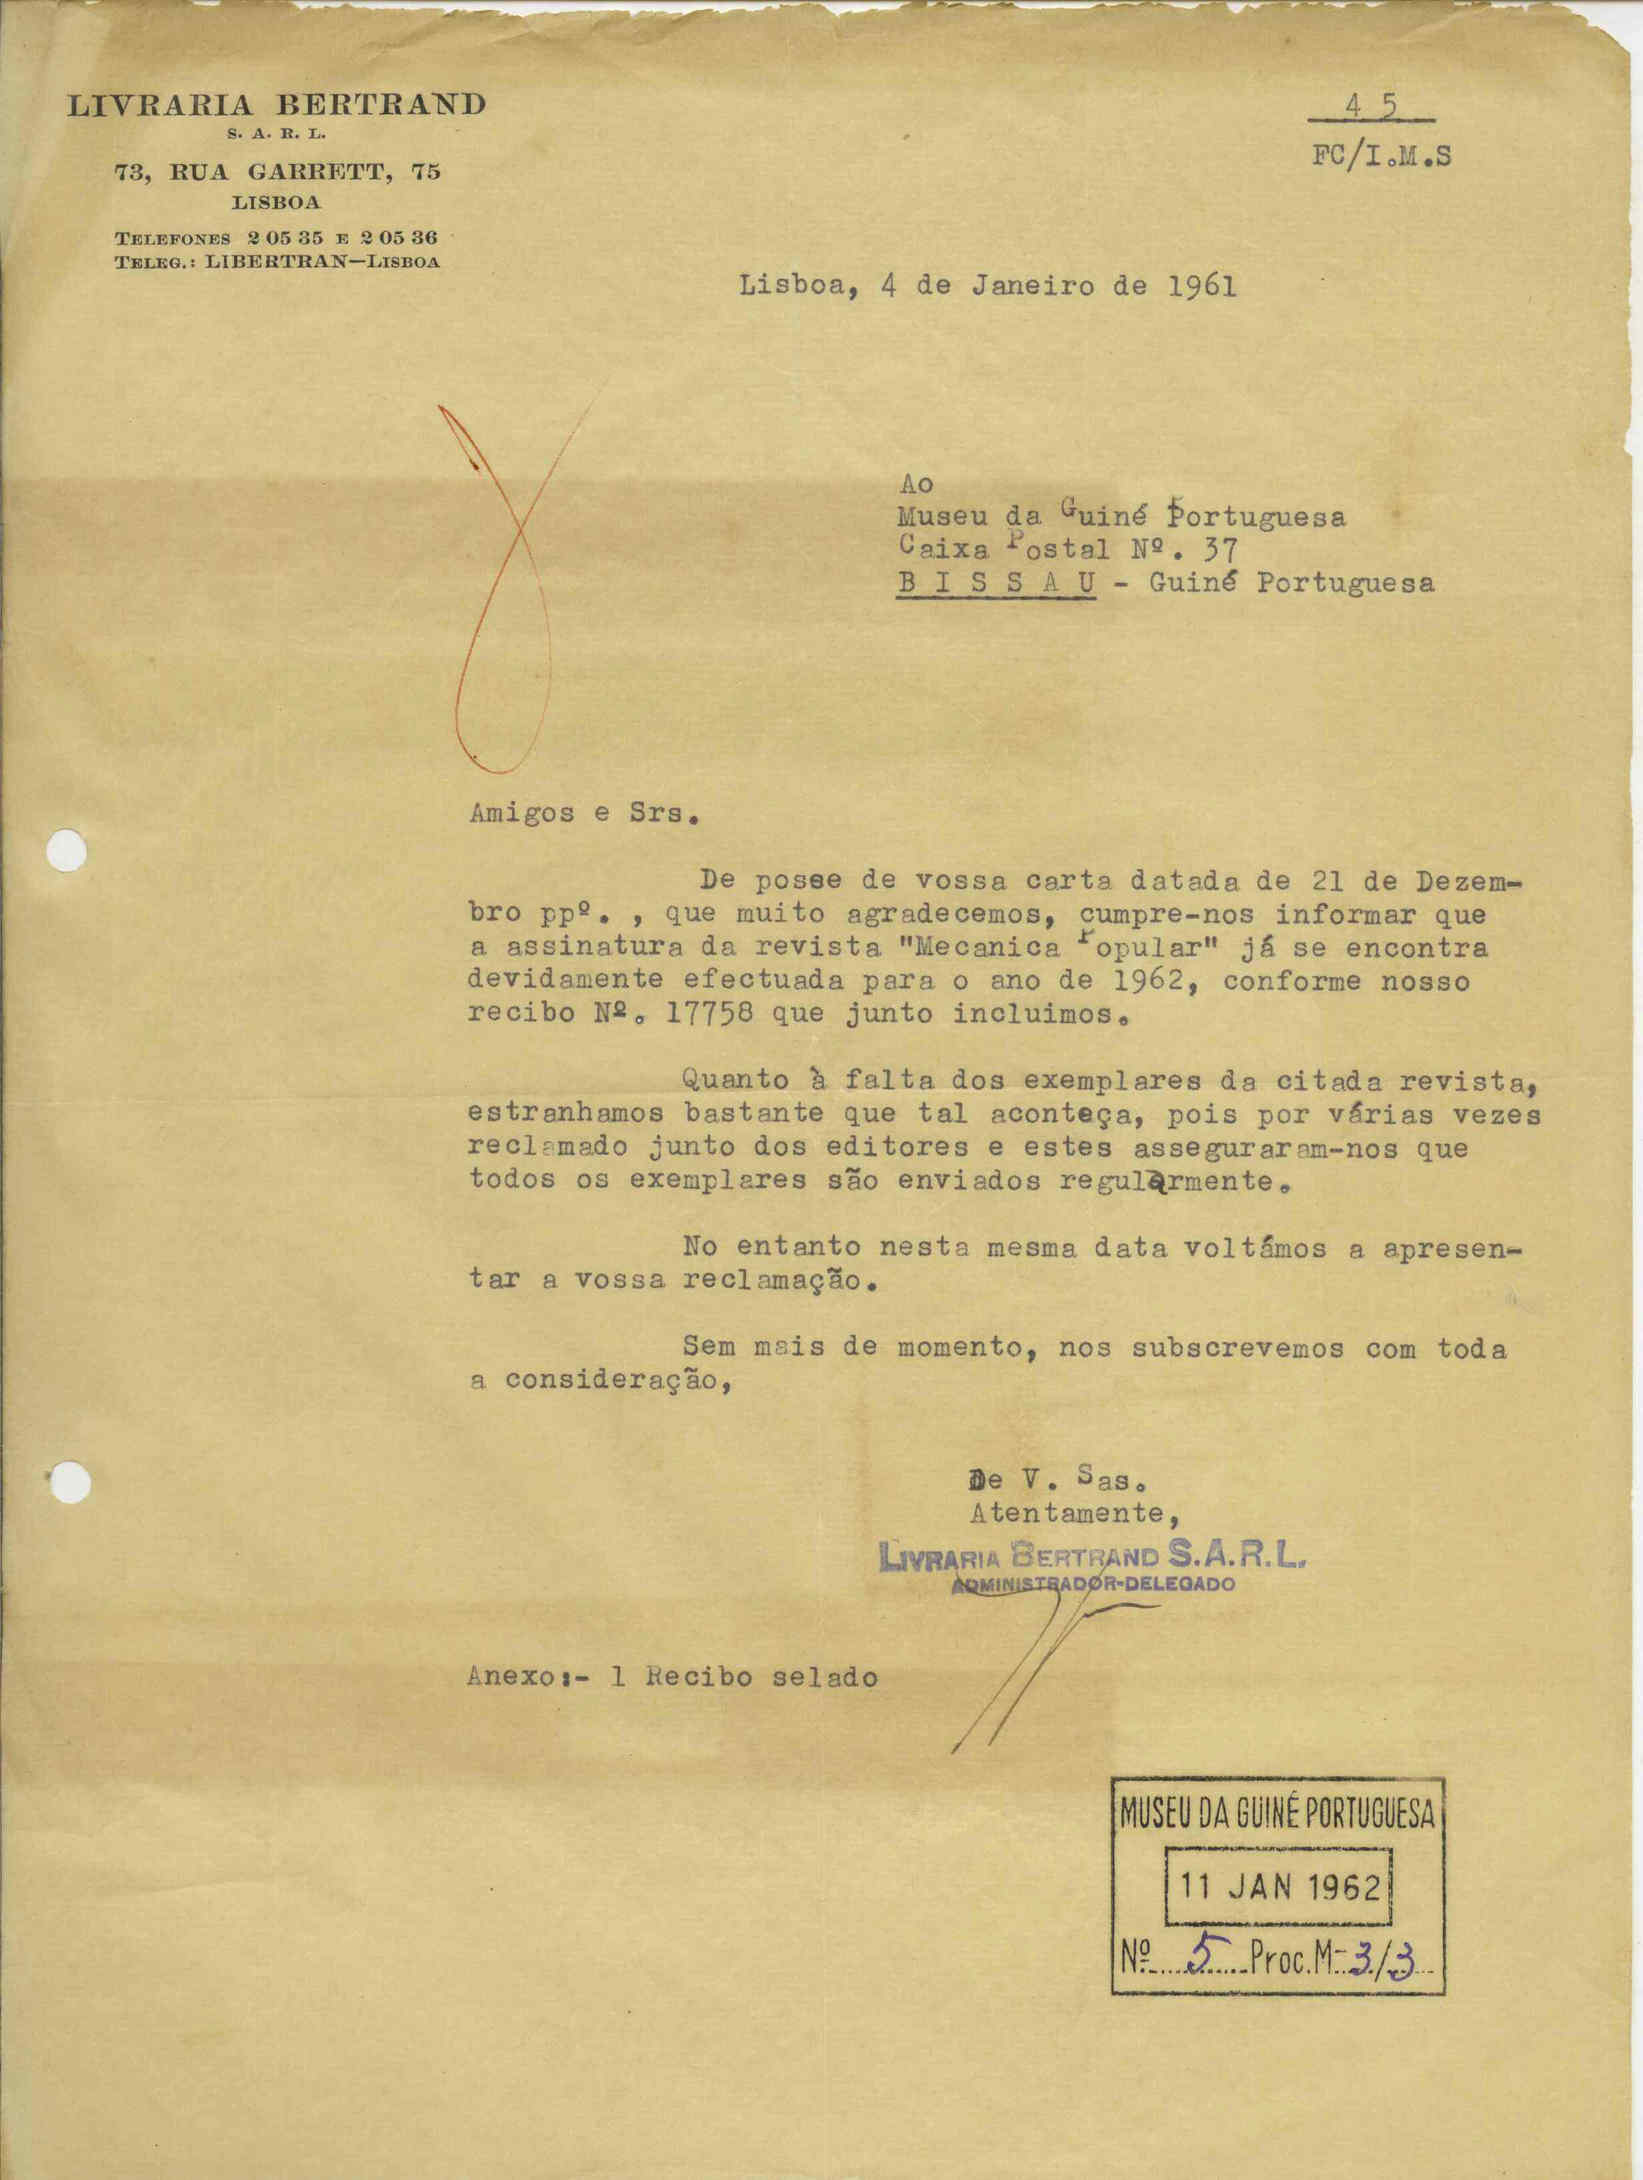 LIVRARIA BERTRAND
S. A. R. L.
73, RUA GARRETT, 75
LISBOA
TELEFONES 2 05 35 E 2 05 36
TELEG.: LIBERTRAN—LISBOA
4 5
FC/I.M.S
Lisboa, 4 de Janeiro de 1961
Ao
Museu da Guiné Portuguesa
Caixa Postal Nº. 37
B I S S A U - Guiné Portuguesa
Amigos e Srs.
De posse de vossa carta datada de 21 de Dezem-
bro ppº. , que muito agradecemos, cumpre-nos informar que
a assinatura da revista "Mecanica Popular" já se encontra
devidamente efectuada para o ano de 1962, conforme nosso
recibo Nº. 17758 que junto incluimos.
Quanto à falta dos exemplares da citada revista,
estranhamos bastante que tal aconteça, pois por várias vezes
reclamado junto dos editores e estes asseguraram-nos que
todos os exemplares são enviados regularmente.
No entanto nesta mesma data voltámos a apresen-
tar a vossa reclamação.
Sem mais de momento, nos subscrevemos com toda
a consideração,
De V. Sas.
Atentamente,
LIVRARIA BERTRAND S.A.R.L.
ADMINISTRADOR-DELEGADO
Anexo:- 1 Recibo selado
MUSEU DA GUINÉ PORTUGUESA
11 JAN 1962
Nº 5 Proc. M- 3/3